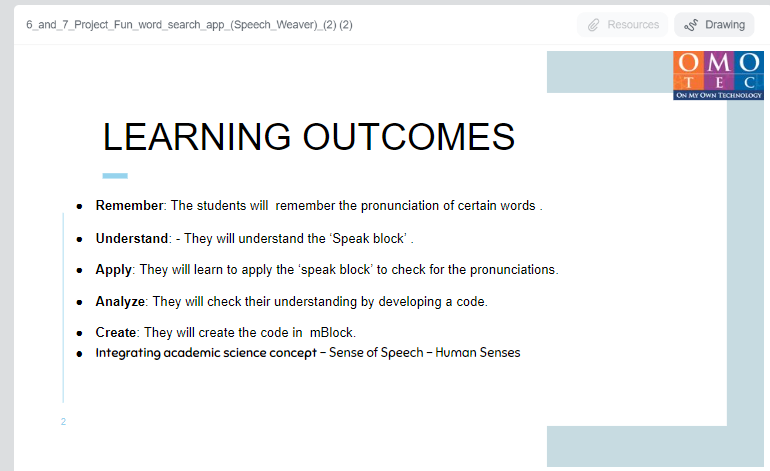 6_and_7_Project_Fun_word_search_app_(Speech_Weaver)_(2) (2)
Resources
Drawing
O M O
T E C
ON MY OWN TECHNOLOGY
LEARNING OUTCOMES
● Remember: The students will  remember the pronunciation of certain words .
● Understand: - They will understand the ‘Speak block’ .
● Apply: They will learn to apply the ‘speak block’ to check for the pronunciations.
● Analyze: They will check their understanding by developing a code.
● Create: They will create the code in  mBlock.
● Integrating academic science concept – Sense of Speech – Human Senses
2